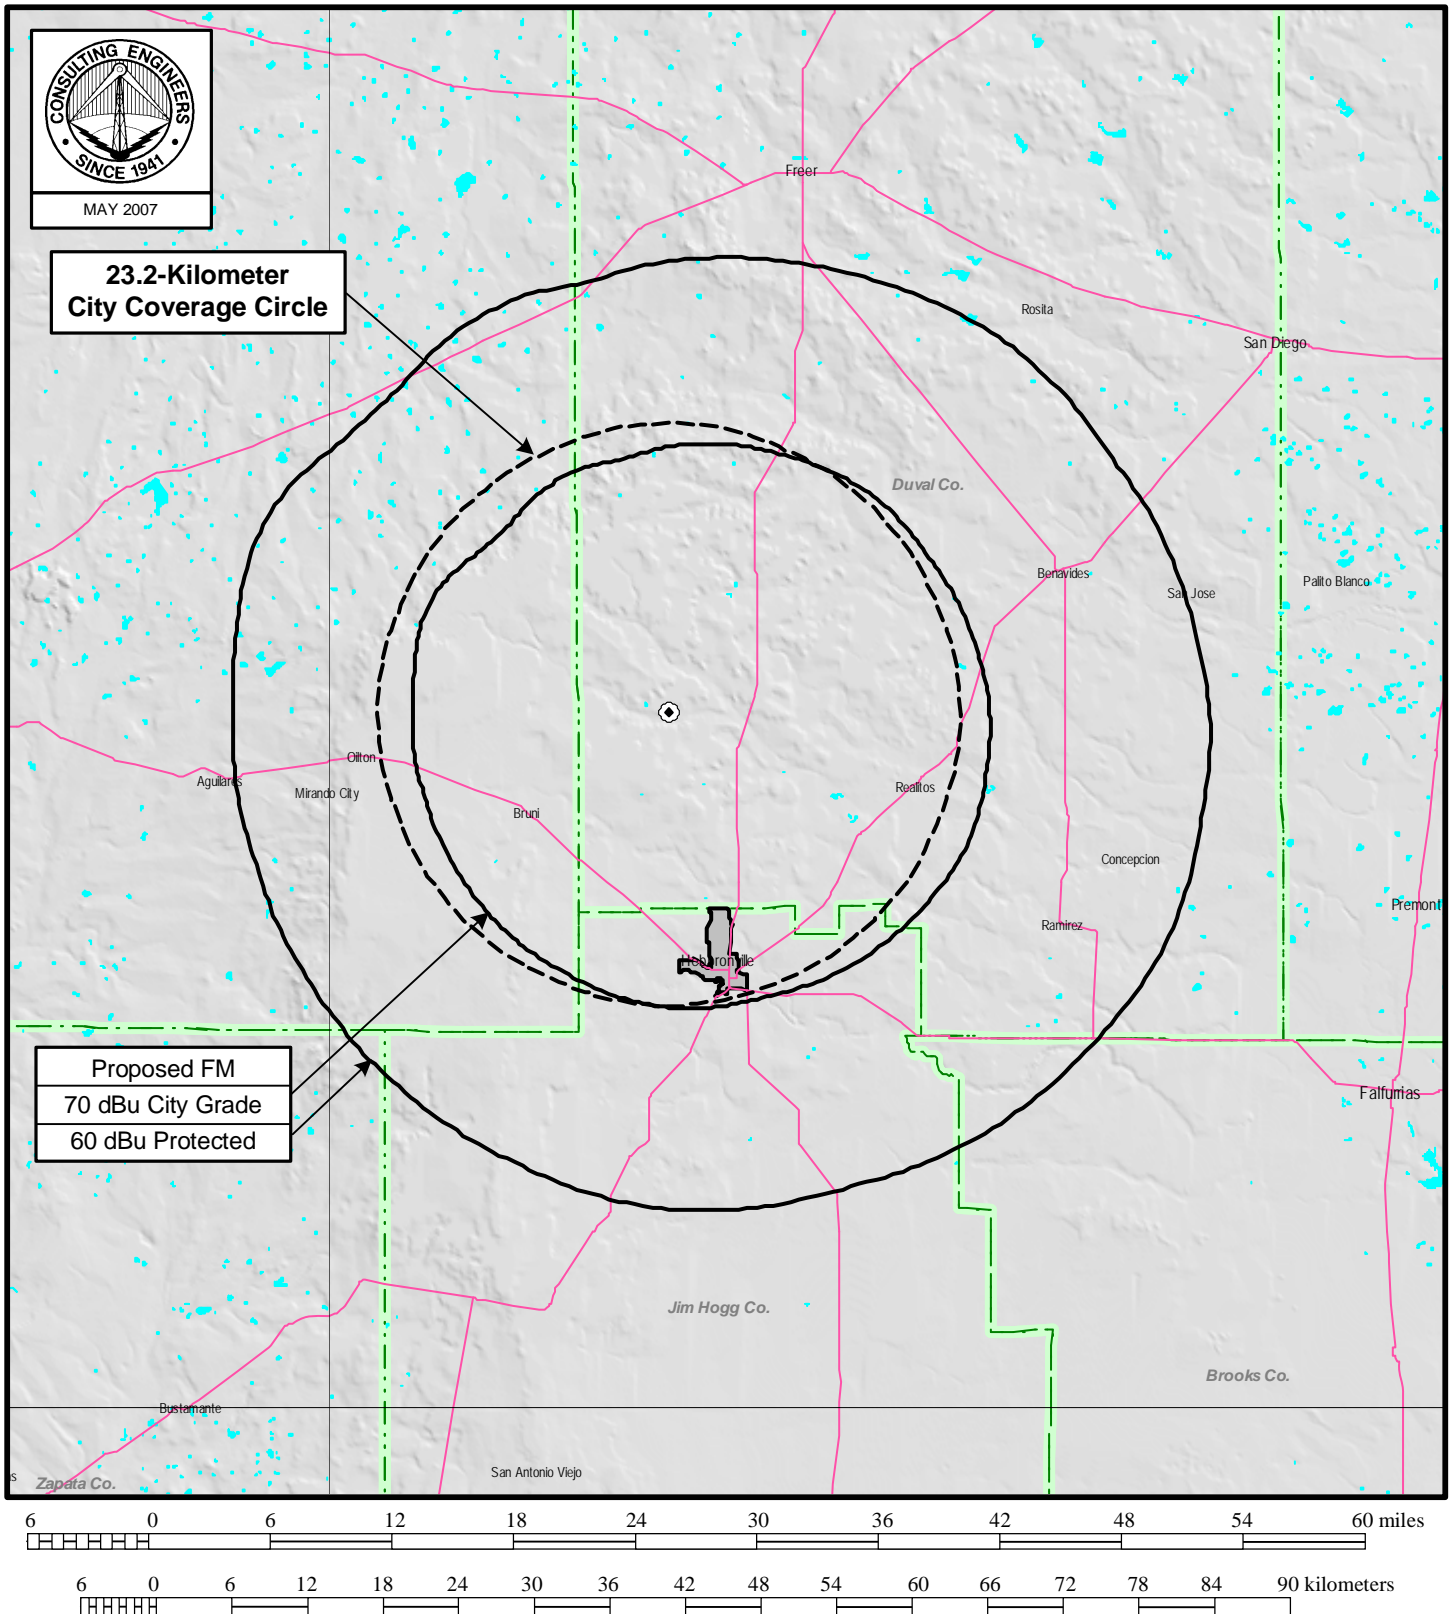 CONSULTING ENGINEERS
• SINCE 1941 •
MAY 2007
Freer
23.2-Kilometer
City Coverage Circle
Rosita
San Diego
Duval Co.
Benavides
Palito Blanco
San Jose
Oilton
Aguilares
Mirando City
Realitos
Bruni
Concepcion
Premont
Ramirez
Hebbronville
Proposed FM
70 dBu City Grade
60 dBu Protected
Falfurrias
Jim Hogg Co.
Brooks Co.
Bustamante
San Antonio Viejo
s
Zapata Co.
6 0 6 12 18 24 30 36 42 48 54 60 miles
6 0 6 12 18 24 30 36 42 48 54 60 66 72 78 84 90 kilometers